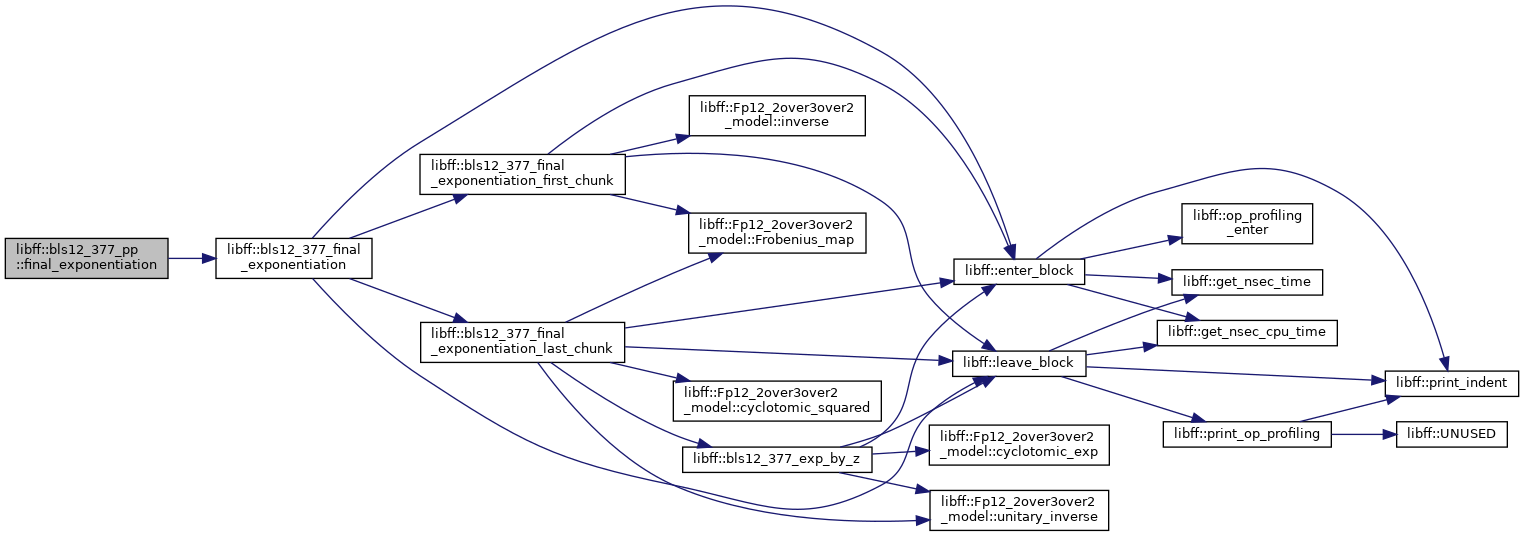 libff::bls12_377_pp
::final_exponentiation
libff::bls12_377_final
_exponentiation
libff::bls12_377_final
_exponentiation_first_chunk
libff::bls12_377_final
_exponentiation_last_chunk
libff::Fp12_2over3over2
_model::inverse
libff::Fp12_2over3over2
_model::Frobenius_map
libff::Fp12_2over3over2
_model::cyclotomic_squared
libff::bls12_377_exp_by_z
libff::enter_block
libff::leave_block
libff::Fp12_2over3over2
_model::cyclotomic_exp
libff::Fp12_2over3over2
_model::unitary_inverse
libff::op_profiling
_enter
libff::get_nsec_time
libff::get_nsec_cpu_time
libff::print_op_profiling
libff::print_indent
libff::UNUSED